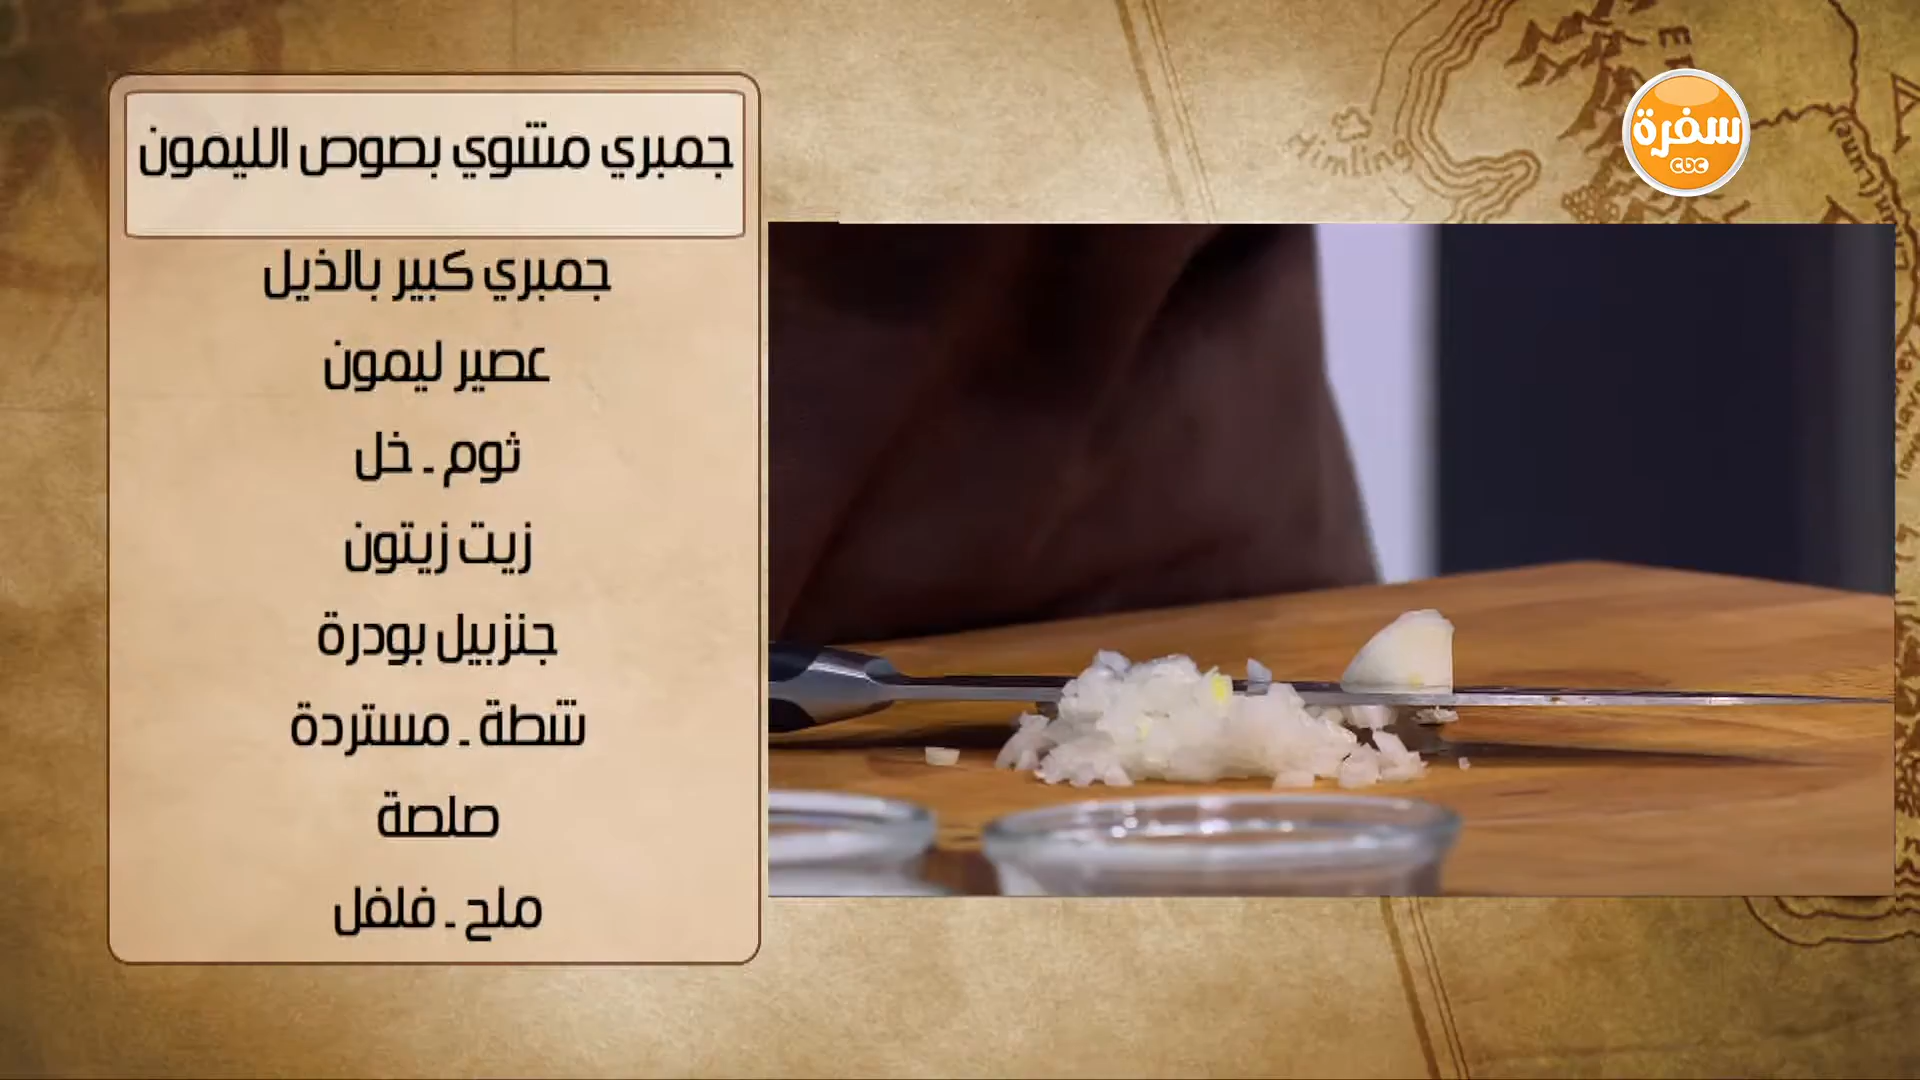 جمبري مشوي بصوص الليمون
جمبري كبير بالذيل
عصير ليمون
ثوم - خل
زيت زيتون
جنزبيل بودرة
شطة - مستردة
صلصة
ملح - فلفل
سفرة
cbc
Hinling